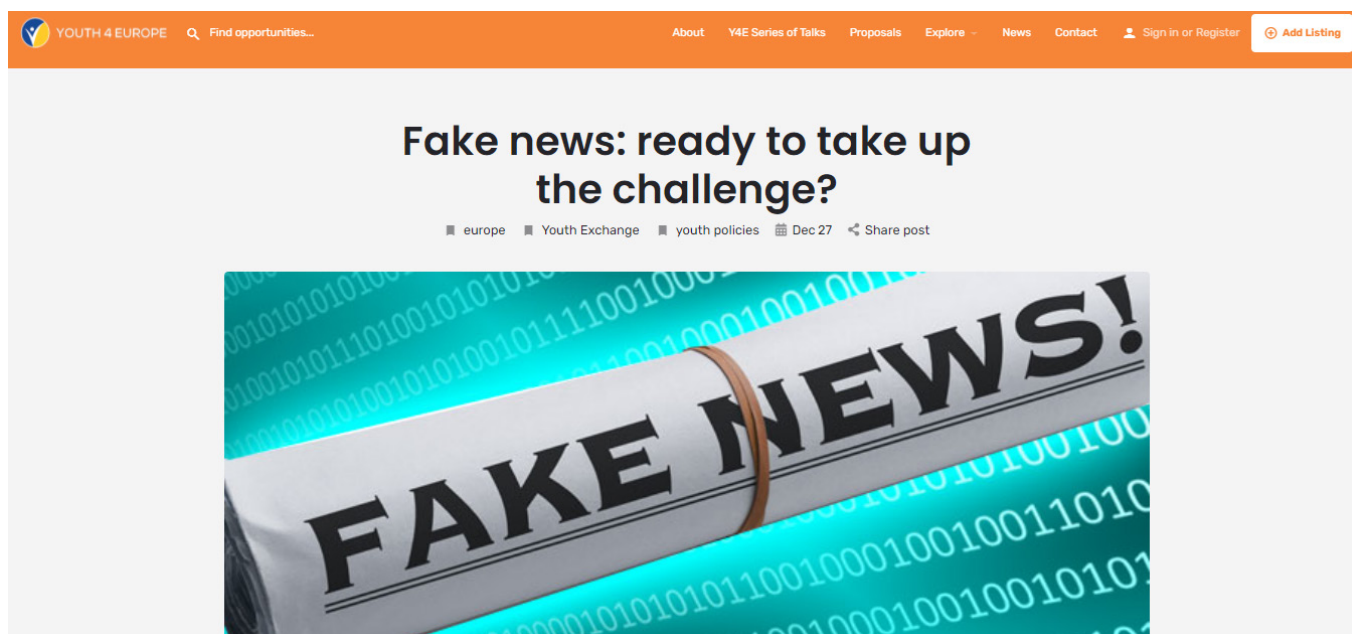 YOUTH 4 EUROPE
Find opportunities...
About
Y4E Series of Talks
Proposals
Explore
News
Contact
Sign in or Register
Add Listing
Fake news: ready to take up
the challenge?
europe
Youth Exchange
youth policies
Dec 27
Share post
FAKE NEWS!